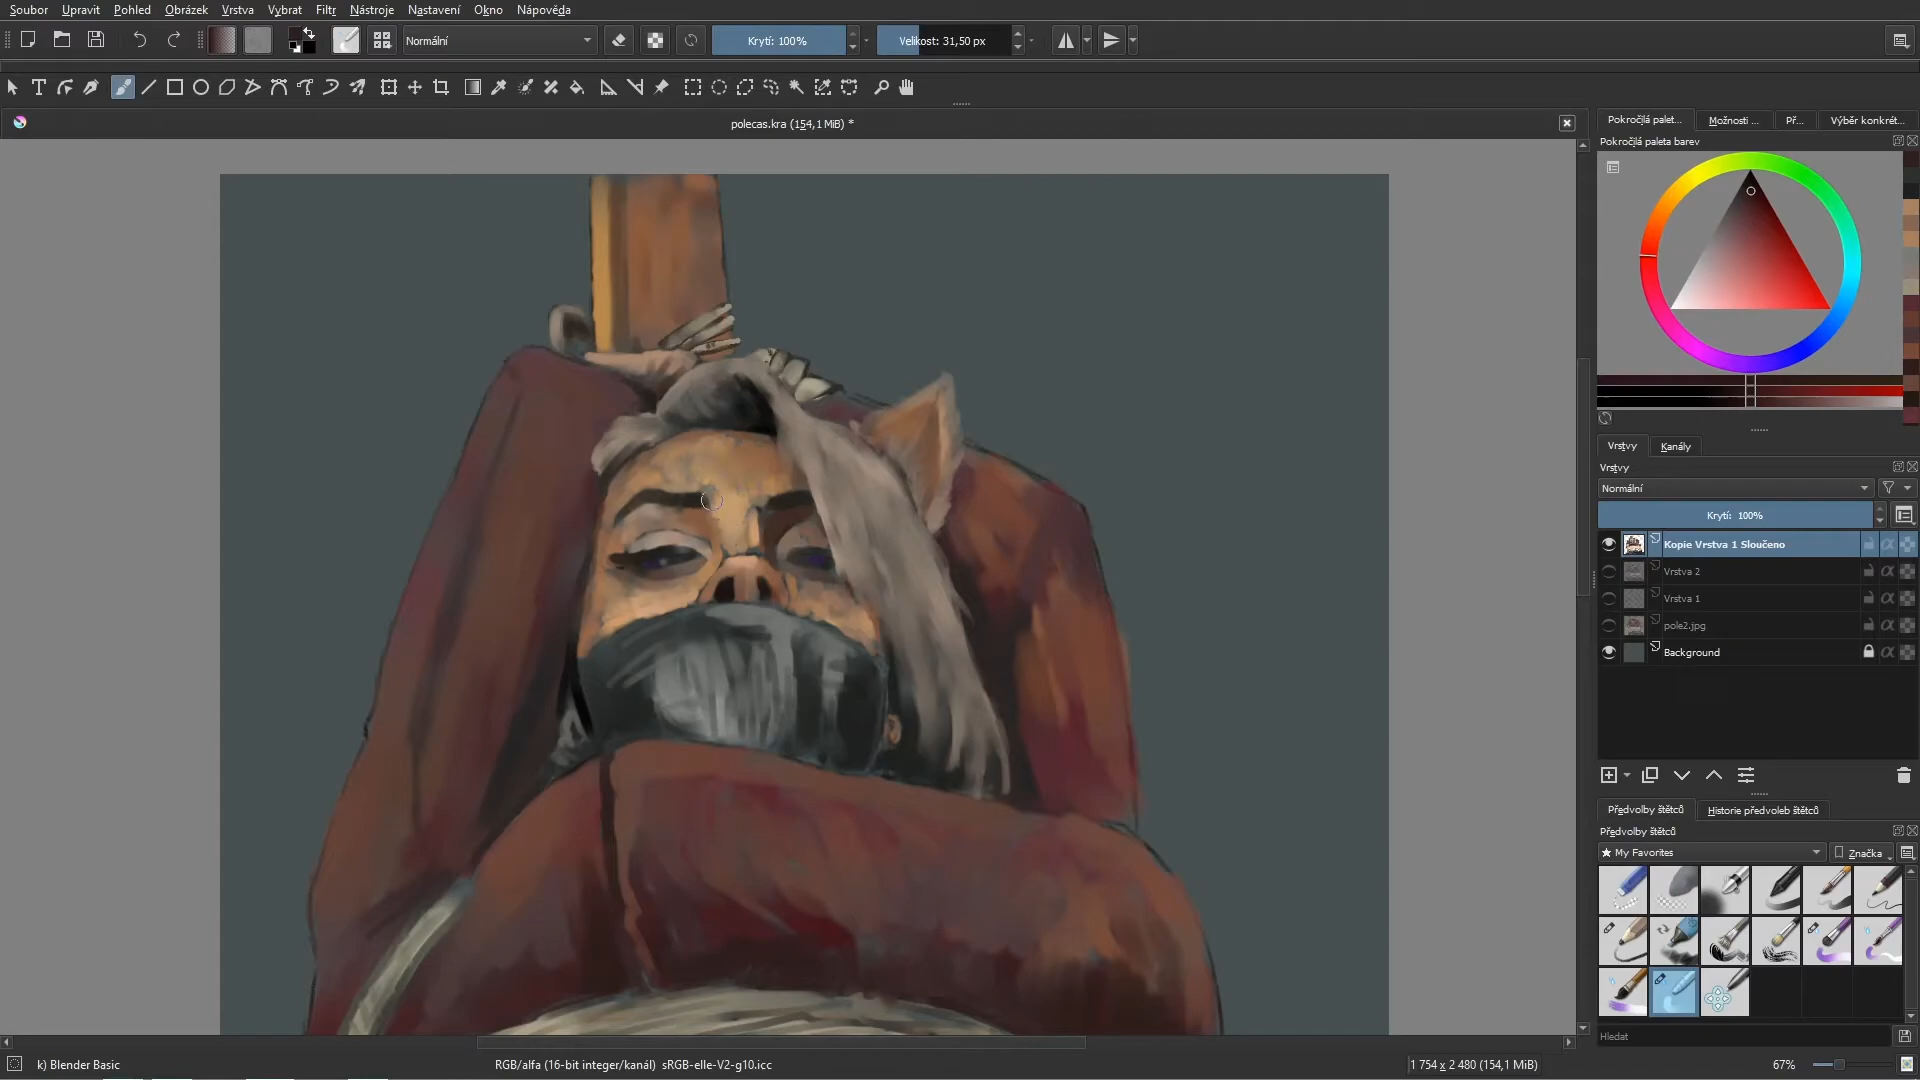 Soubor Upravit Pohled Obrázek Vrstva Vybrat Filtr Nástroje Nastavení Okno Nápověda
Normální
Krytí: 100%
Velikost: 31,50 px
polecas.kra (154,1 MiB) *
Pokročilá palet... Možnosti ... Př... Výběr konkrét...
Pokročilá paleta barev
Vrstvy Kanály
Vrstvy
Normální
Krytí: 100%
Kopie Vrstva 1 Sloučeno
Vrstva 2
Vrstva 1
pole2.jpg
Background
Předvolby štětců Historie předvoleb štětců
Předvolby štětců
★ My Favorites
Značka
Hledat
k) Blender Basic
RGB/alfa (16-bit integer/kanál) sRGB-elle-V2-g10.icc
1 754 x 2 480 (154,1 MiB)
67%